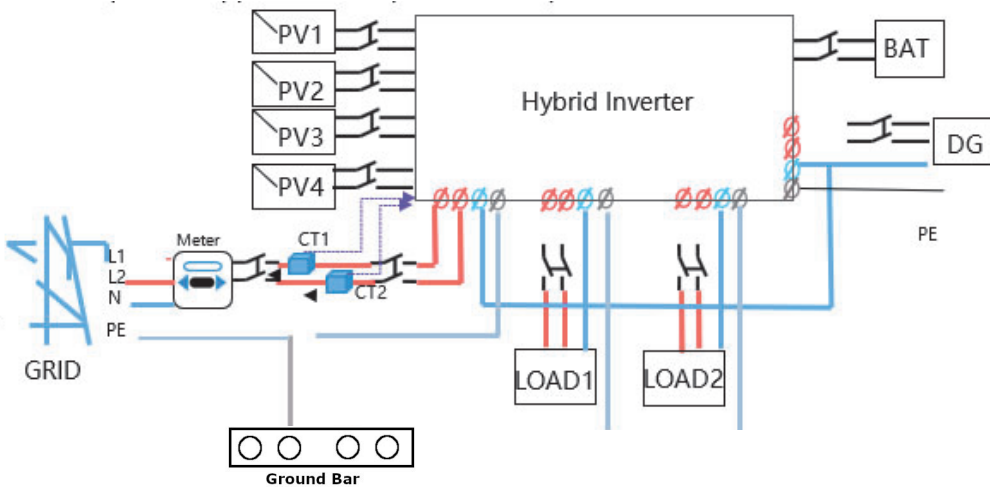 PV1
PV2
PV3
PV4
Hybrid Inverter
BAT
DG
PE
Meter
CT1
CT2
L1
L2
N
PE
GRID
LOAD1
LOAD2
Ground Bar